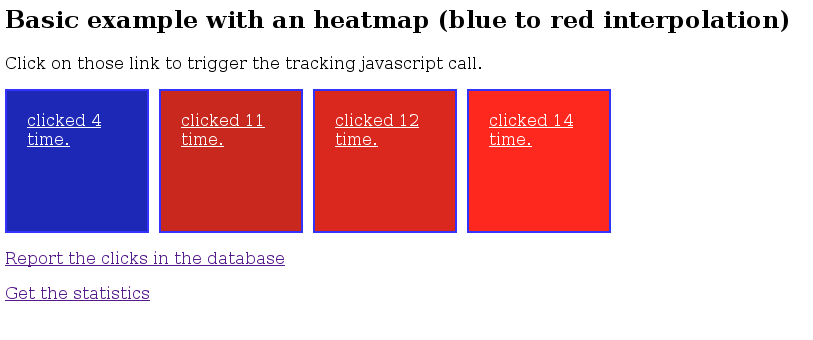 Basic example with an heatmap (blue to red interpolation)
Click on those link to trigger the tracking javascript call.
clicked 4
time.
clicked 11
time.
clicked 12
time.
clicked 14
time.
Report the clicks in the database
Get the statistics